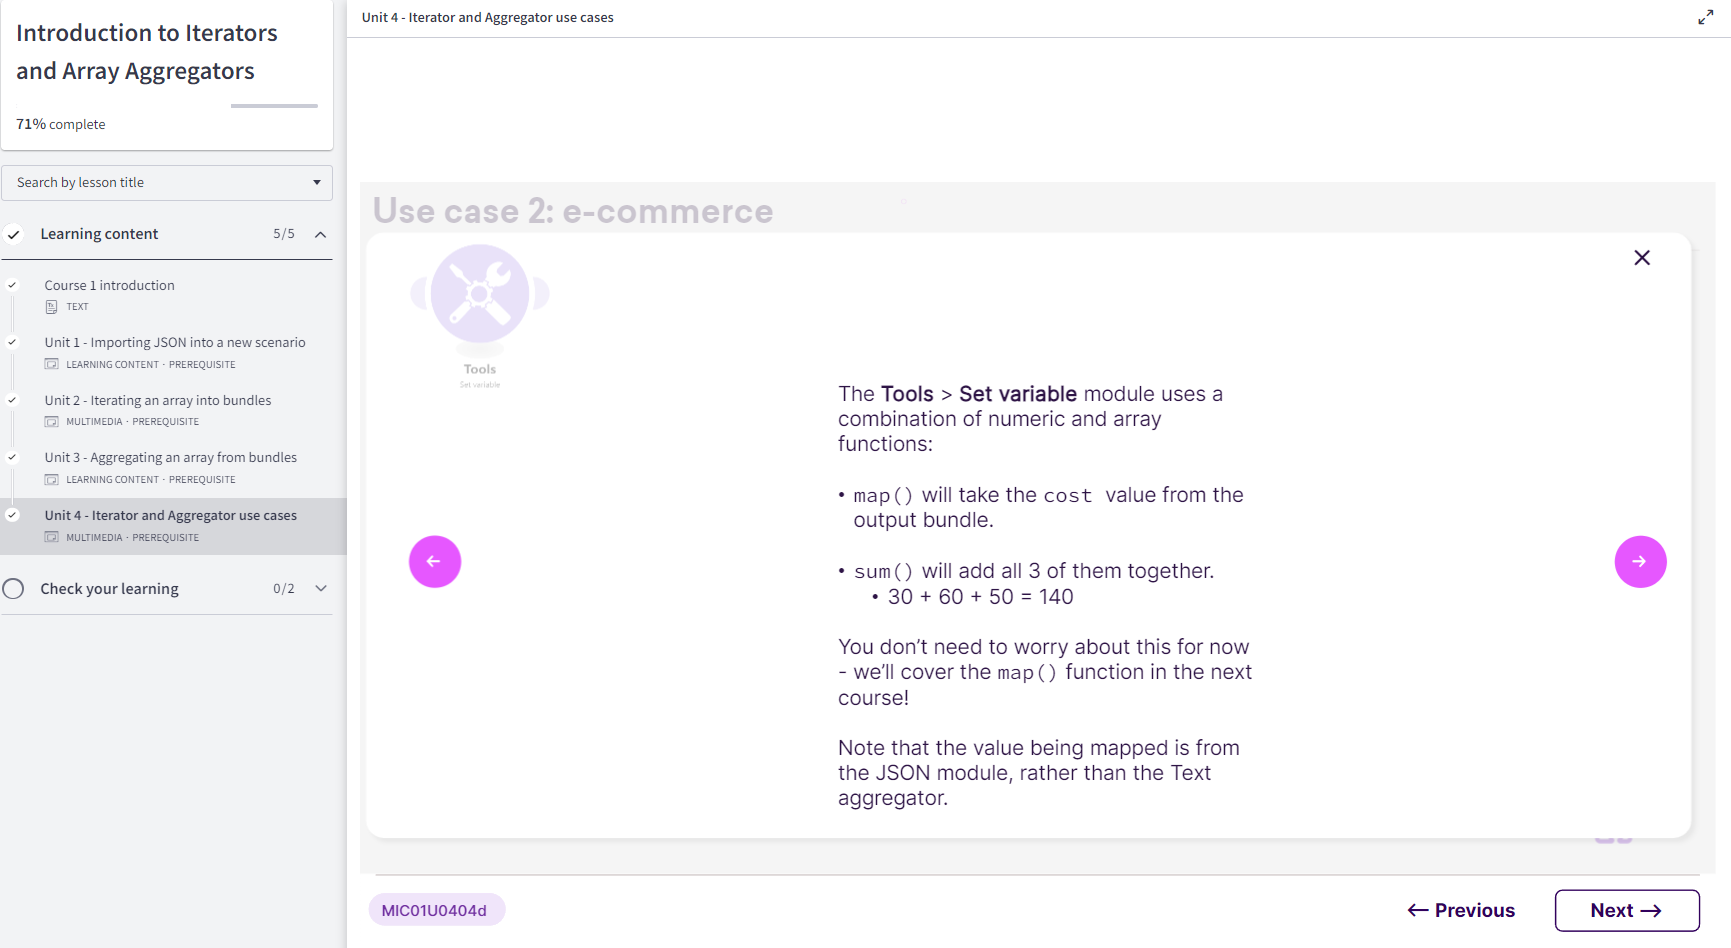 Introduction to Iterators
and Array Aggregators
71% complete
Search by lesson title
Learning content 5/5
Course 1 introduction
TEXT
Unit 1 - Importing JSON into a new scenario
LEARNING CONTENT · PREREQUISITE
Unit 2 - Iterating an array into bundles
MULTIMEDIA · PREREQUISITE
Unit 3 - Aggregating an array from bundles
LEARNING CONTENT · PREREQUISITE
Unit 4 - Iterator and Aggregator use cases
MULTIMEDIA · PREREQUISITE
Check your learning 0/2
Unit 4 - Iterator and Aggregator use cases
Use case 2: e-commerce
Tools
Set variable
The Tools > Set variable module uses a
combination of numeric and array
functions:
• map() will take the cost value from the
output bundle.
• sum() will add all 3 of them together.
• 30 + 60 + 50 = 140
You don’t need to worry about this for now
- we’ll cover the map() function in the next
course!
Note that the value being mapped is from
the JSON module, rather than the Text
aggregator.
MIC01U0404d
← Previous
Next →